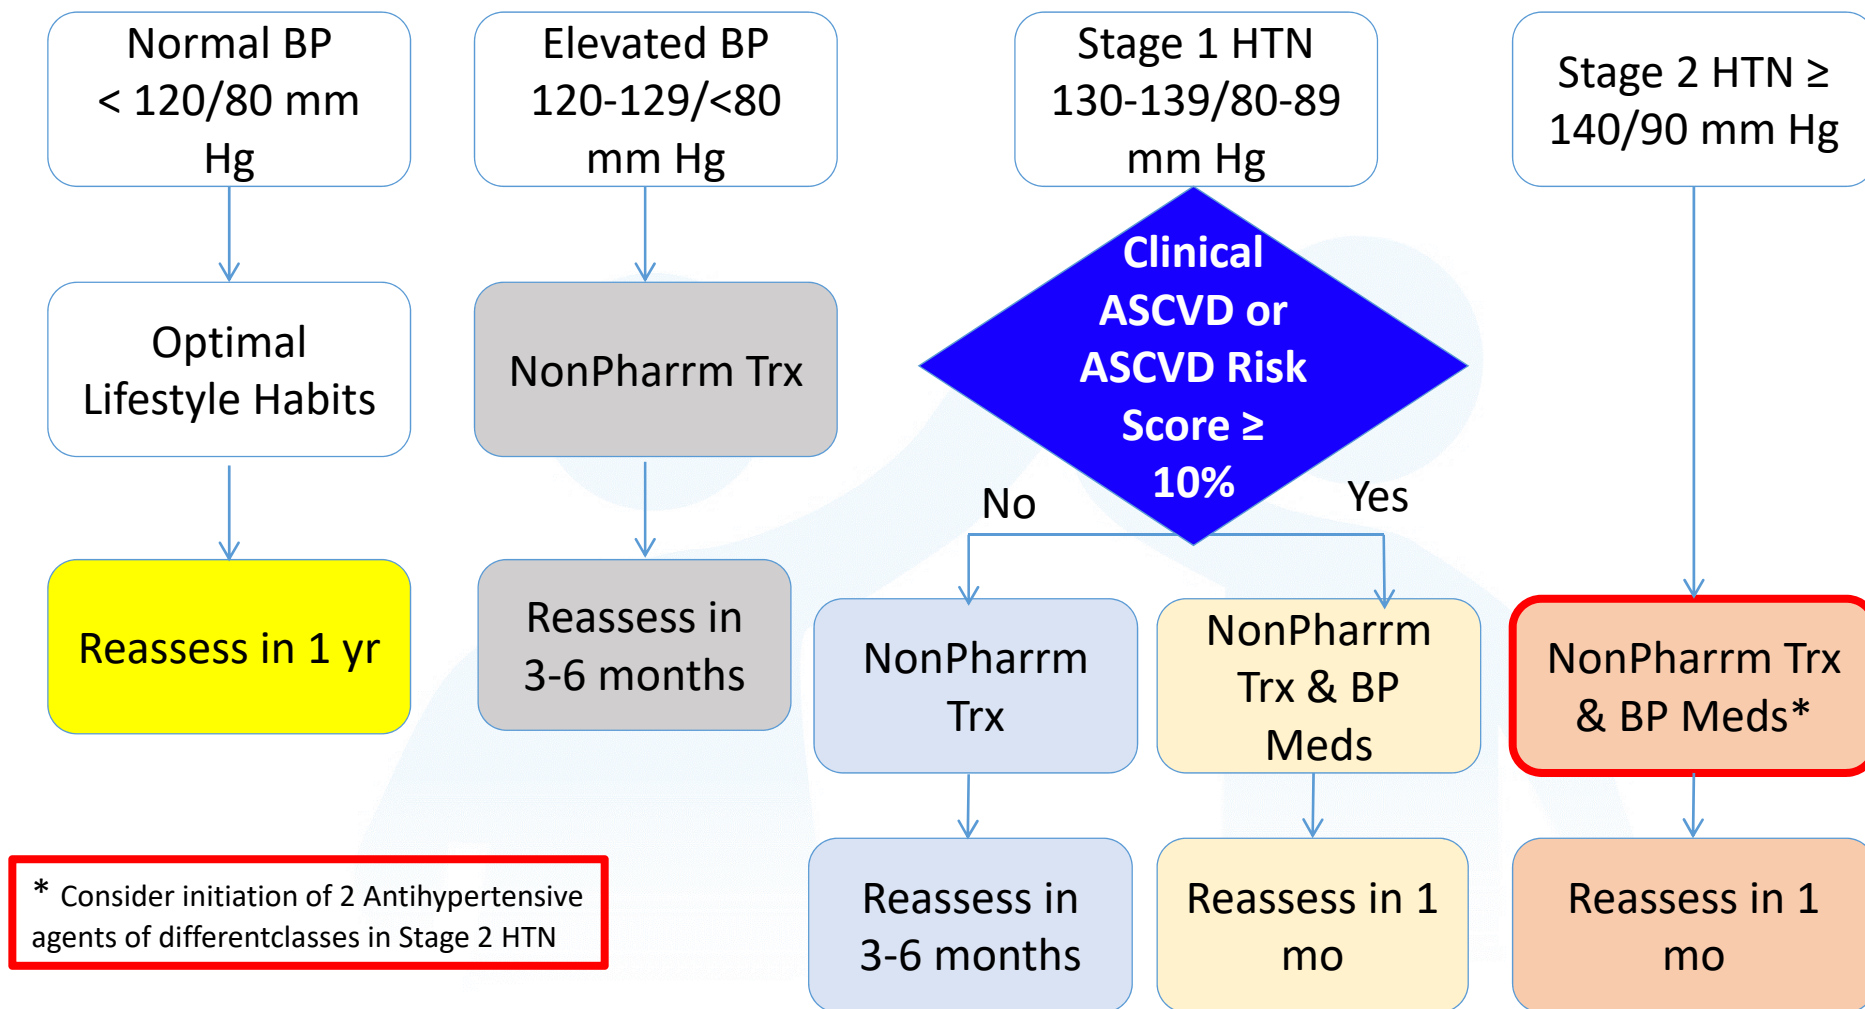 Normal BP
< 120/80 mm
Hg
Elevated BP
120-129/<80
mm Hg
Stage 1 HTN
130-139/80-89
mm Hg
Stage 2 HTN ≥
140/90 mm Hg
Optimal
Lifestyle Habits
NonPharrm Trx
Clinical
ASCVD or
ASCVD Risk
Score ≥
10%
No
Yes
Reassess in 1 yr
Reassess in
3-6 months
NonPharrm
Trx
NonPharrm
Trx & BP
Meds
NonPharrm Trx
& BP Meds*
* Consider initiation of 2 Antihypertensive
agents of differentclasses in Stage 2 HTN
Reassess in
3-6 months
Reassess in 1
mo
Reassess in 1
mo